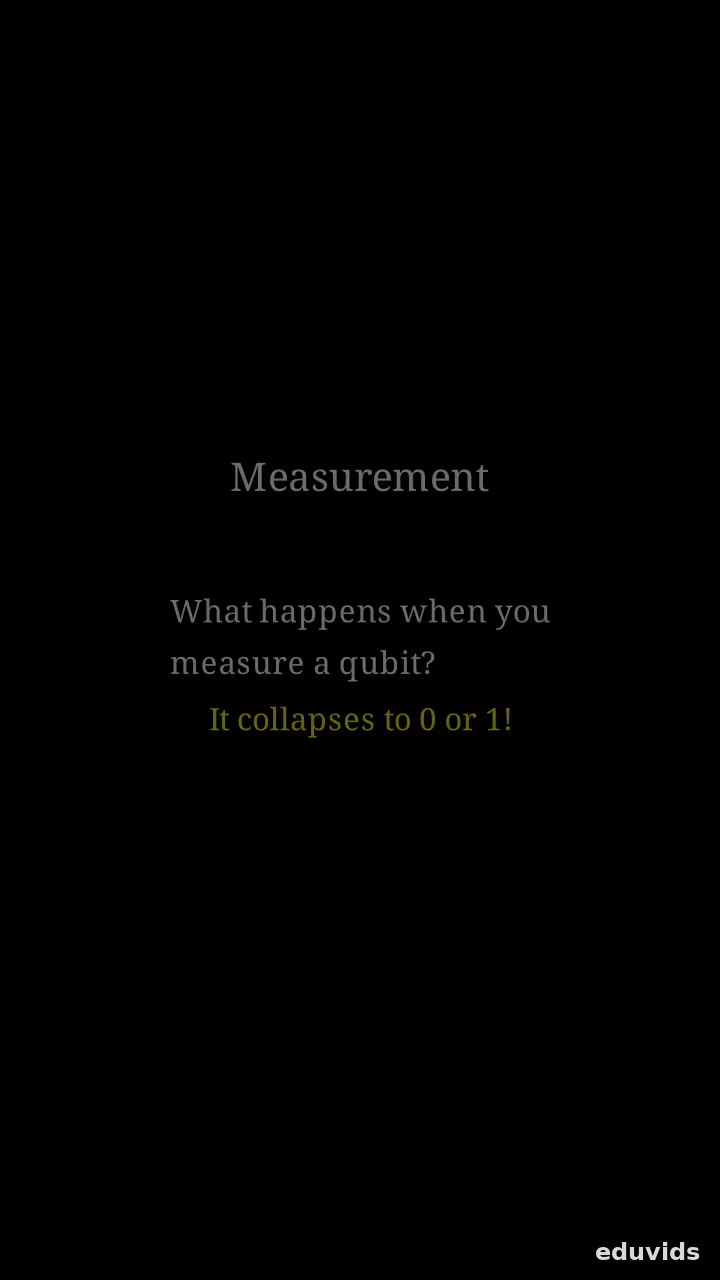 Measurement
What happens when you
measure a qubit?
It collapses to 0 or 1!
eduvids